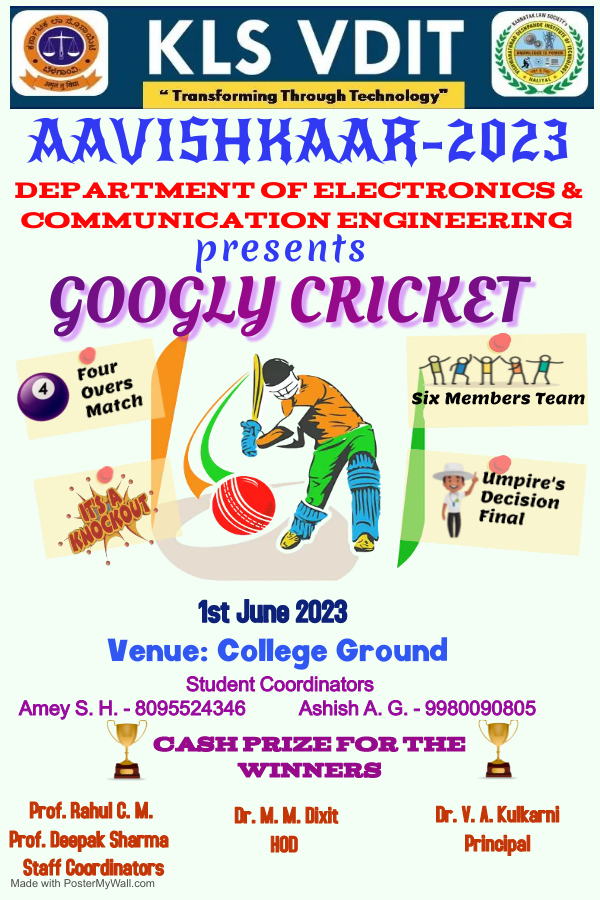 KLS VDIT
“ Transforming Through Technology”
AAVISHKAAR-2023
DEPARTMENT OF ELECTRONICS &
COMMUNICATION ENGINEERING
presents
GOOGLY CRICKET
4
Four
Overs
Match
Six Members Team
IT'S A
KNOCKOUT
Umpire's
Decision
Final
1st June 2023
Venue: College Ground
Student Coordinators
Amey S. H. - 8095524346 Ashish A. G. - 9980090805
CASH PRIZE FOR THE
WINNERS
Prof. Rahul C. M.
Prof. Deepak Sharma
Staff Coordinators
Dr. M. M. Dixit
HOD
Dr. V. A. Kulkarni
Principal
Made with PosterMyWall.com